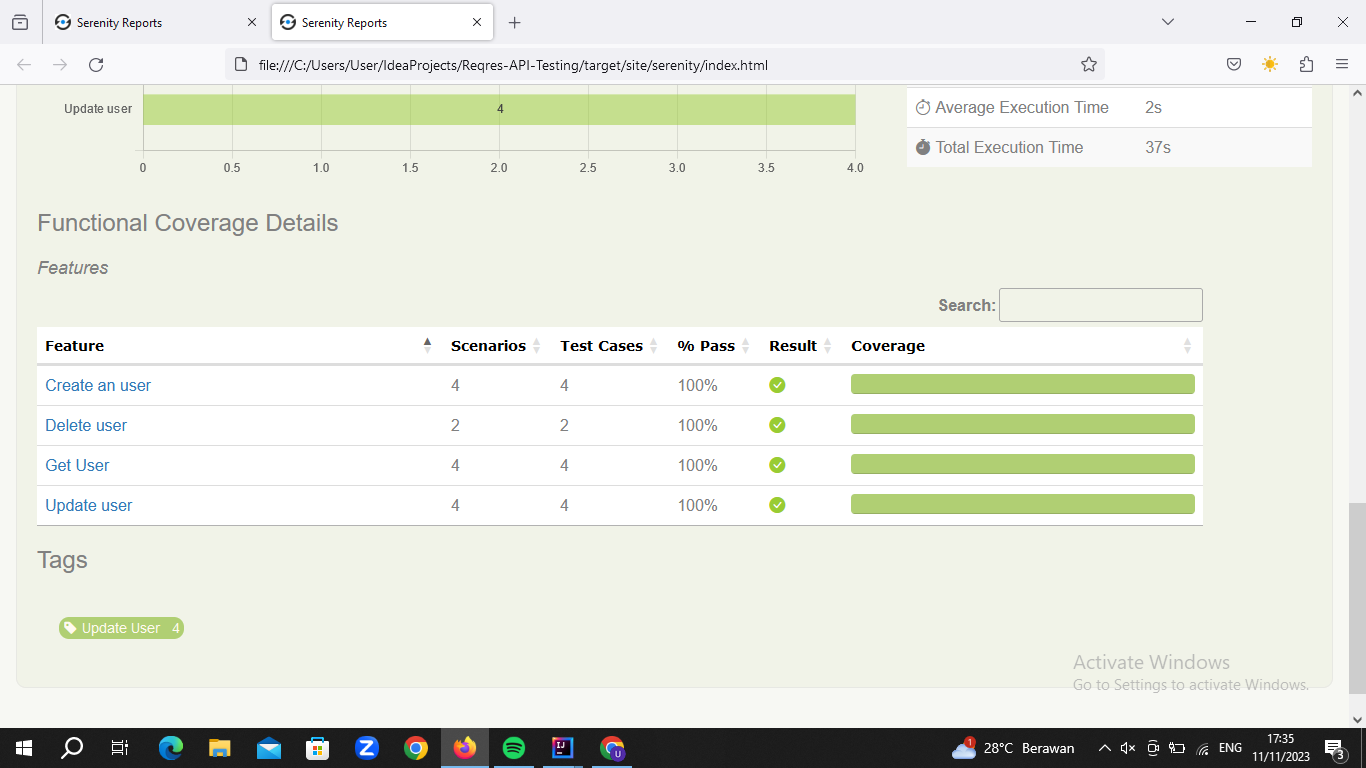 Serenity Reports
Serenity Reports
file:///C:/Users/User/IdeaProjects/Reqres-API-Testing/target/site/serenity/index.html
Update user 4
0 0.5 1.0 1.5 2.0 2.5 3.0 3.5 4.0
Average Execution Time 2s
Total Execution Time 37s
Functional Coverage Details
Features
Search:
Feature Scenarios Test Cases % Pass Result Coverage
Create an user 4 4 100%
Delete user 2 2 100%
Get User 4 4 100%
Update user 4 4 100%
Tags
Update User 4
Activate Windows
Go to Settings to activate Windows.
Z
IJ
U
1
28°C Berawan
ENG
17:35
11/11/2023
3